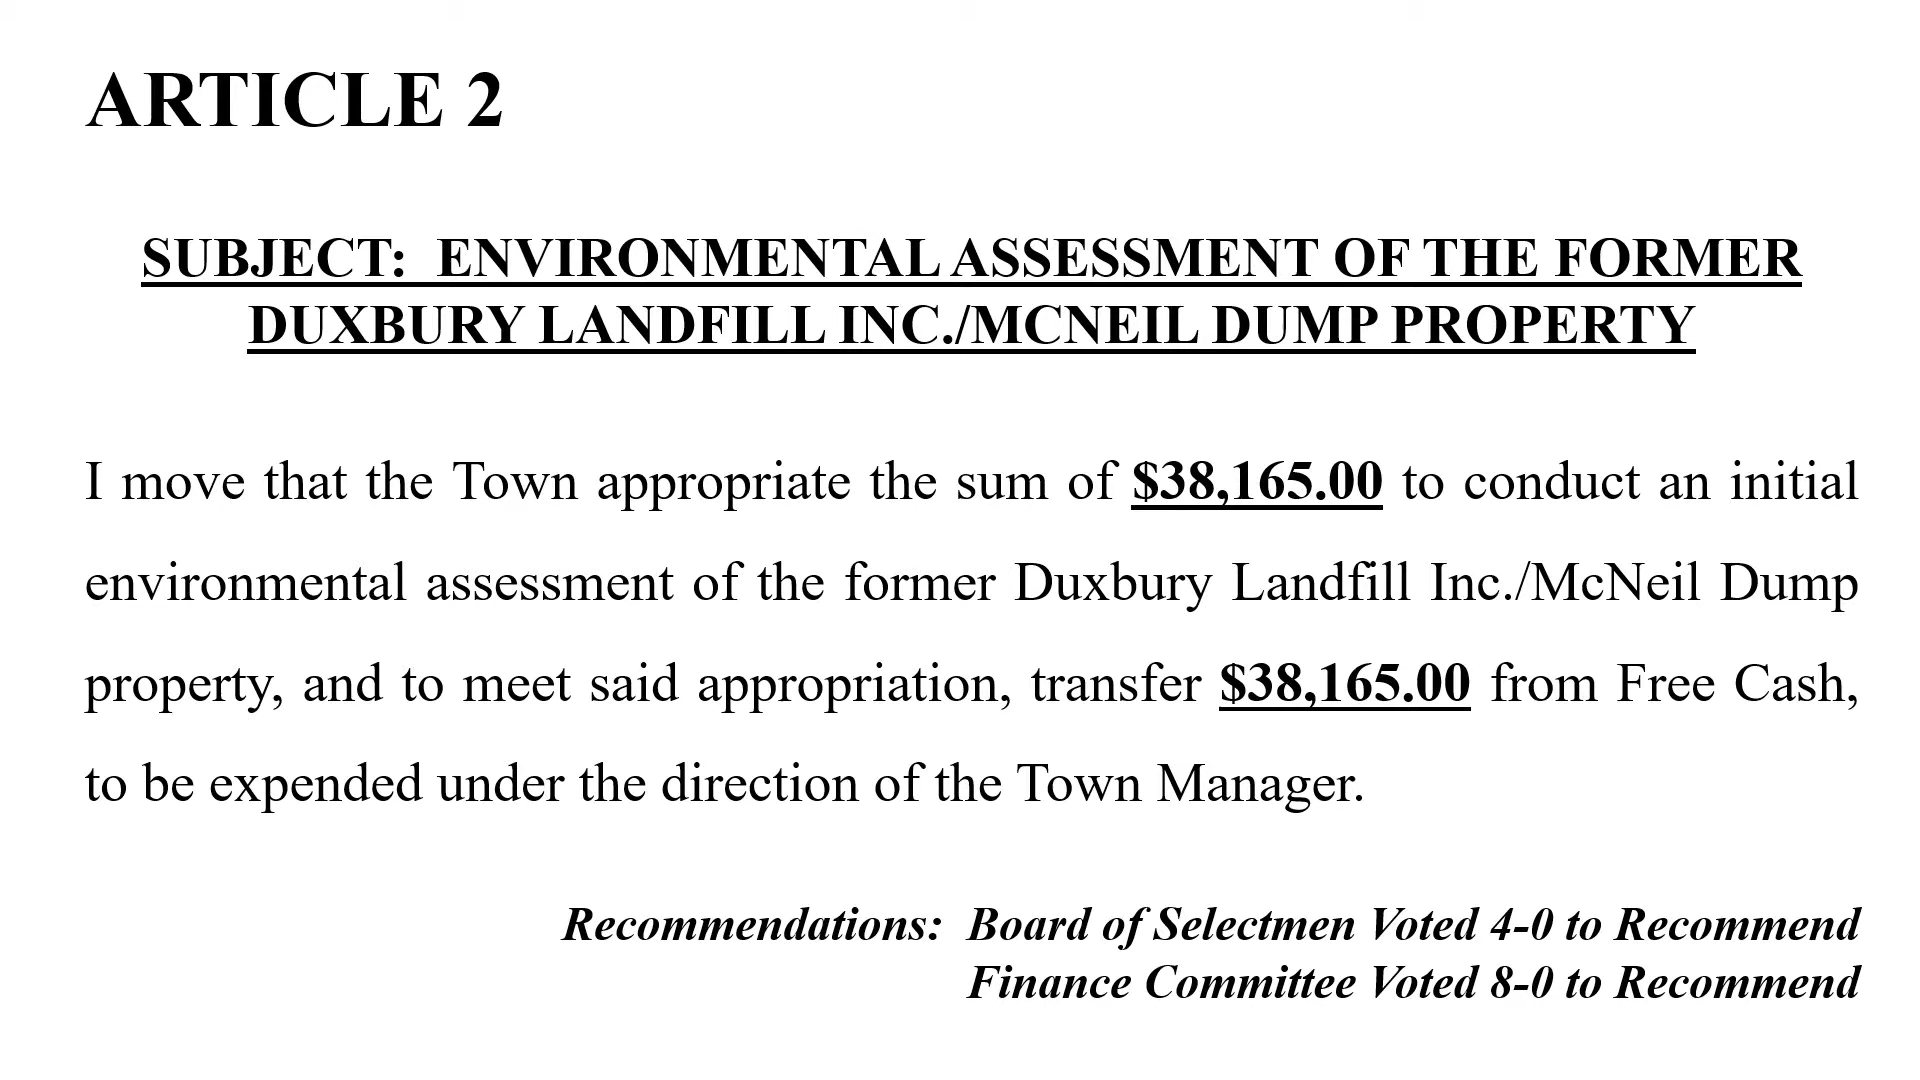 ARTICLE 2
SUBJECT: ENVIRONMENTAL ASSESSMENT OF THE FORMER
DUXBURY LANDFILL INC./MCNEIL DUMP PROPERTY
I move that the Town appropriate the sum of $38,165.00 to conduct an initial
environmental assessment of the former Duxbury Landfill Inc./McNeil Dump
property, and to meet said appropriation, transfer $38,165.00 from Free Cash,
to be expended under the direction of the Town Manager.
Recommendations: Board of Selectmen Voted 4-0 to Recommend
Finance Committee Voted 8-0 to Recommend